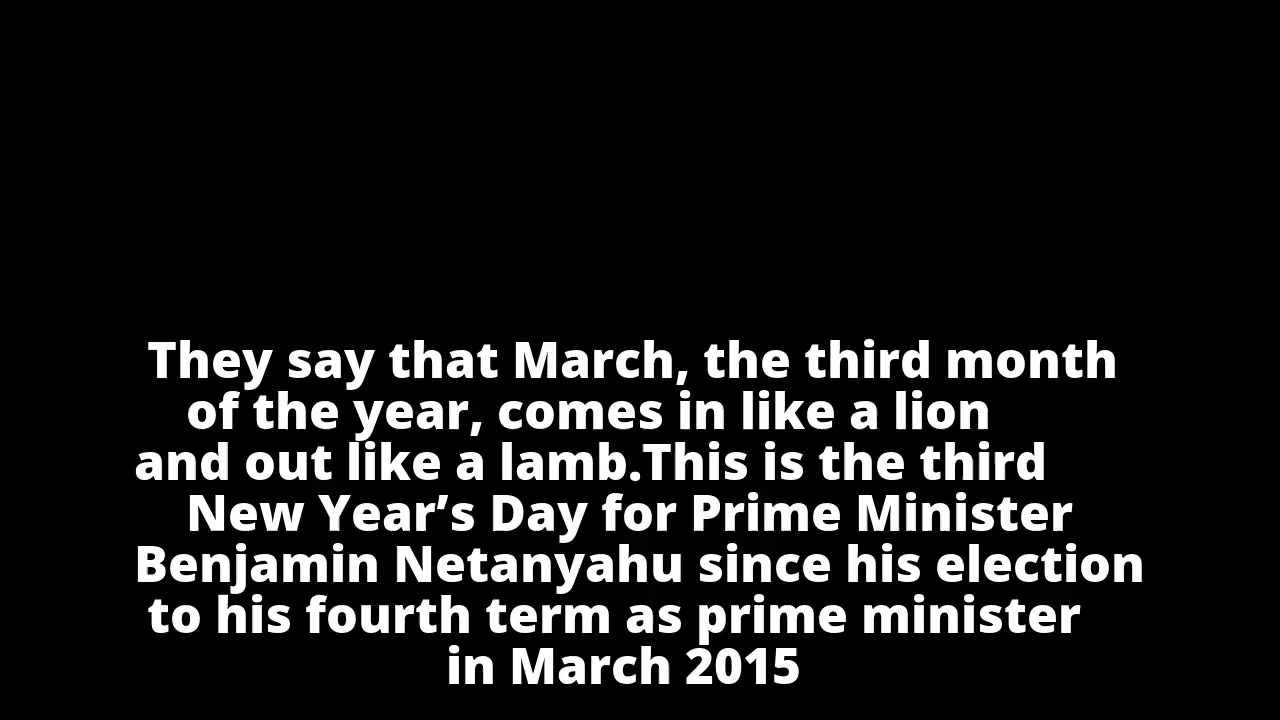 They say that March, the third month
of the year, comes in like a lion
and out like a lamb.This is the third
New Year’s Day for Prime Minister
Benjamin Netanyahu since his election
to his fourth term as prime minister
in March 2015